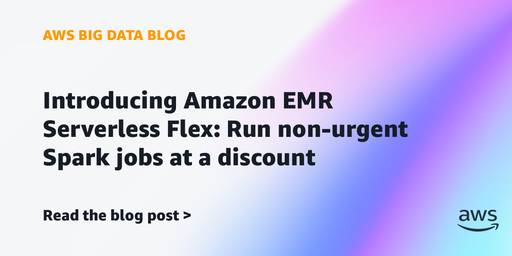 AWS BIG DATA BLOG
Introducing Amazon EMR
Serverless Flex: Run non-urgent
Spark jobs at a discount
Read the blog post >
aws